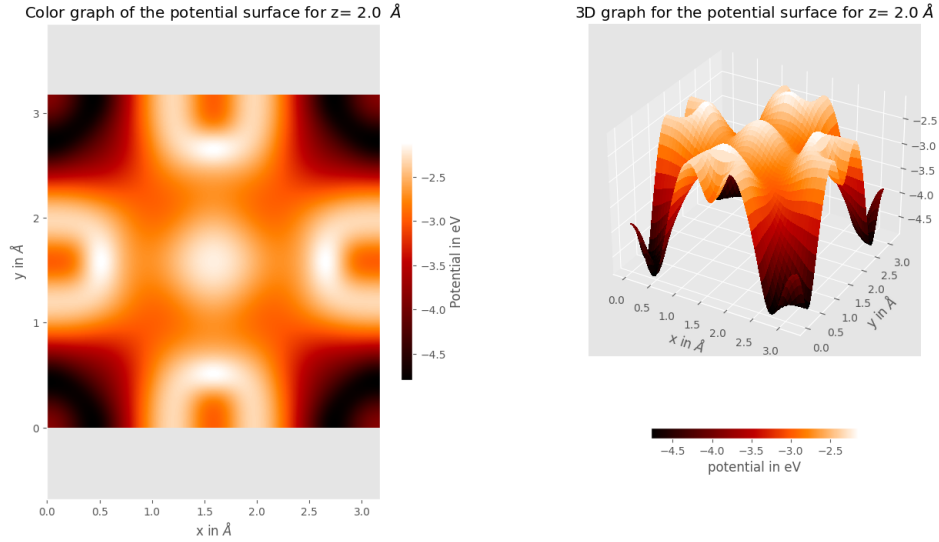 Color graph of the potential surface for z= 2.0 Å
3
2
1
0
y in Å
0.0 0.5 1.0 1.5 2.0 2.5 3.0
x in Å
−2.5
−3.0
−3.5
−4.0
−4.5
Potential in eV
3D graph for the potential surface for z= 2.0 Å
−2.5
−3.0
−3.5
−4.0
−4.5
0.0 0.5 1.0 1.5 2.0 2.5 3.0
x in Å
0.0 0.5 1.0 1.5 2.0 2.5 3.0
y in Å
−4.5 −4.0 −3.5 −3.0 −2.5
potential in eV